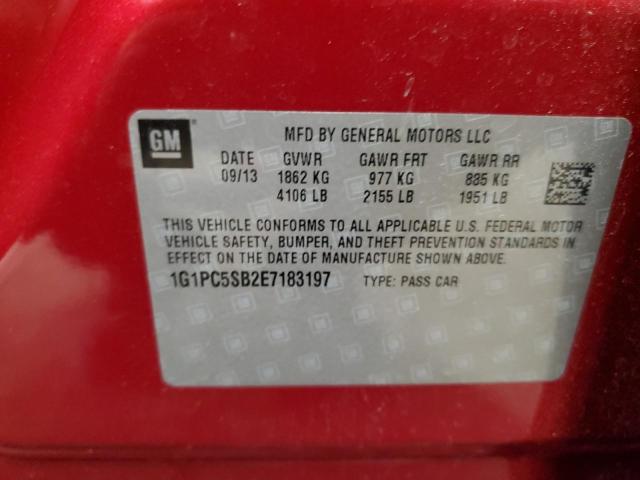 GM
MFD BY GENERAL MOTORS LLC
DATE GVWR GAWR FRT GAWR RR
09/13 1862 KG 977 KG 885 KG
4106 LB 2155 LB 1951 LB
THIS VEHICLE CONFORMS TO ALL APPLICABLE U.S. FEDERAL MOTOR
VEHICLE SAFETY, BUMPER, AND THEFT PREVENTION STANDARDS IN
EFFECT ON THE DATE OF MANUFACTURE SHOWN ABOVE.
1G1PC5SB2E7183197 TYPE: PASS CAR